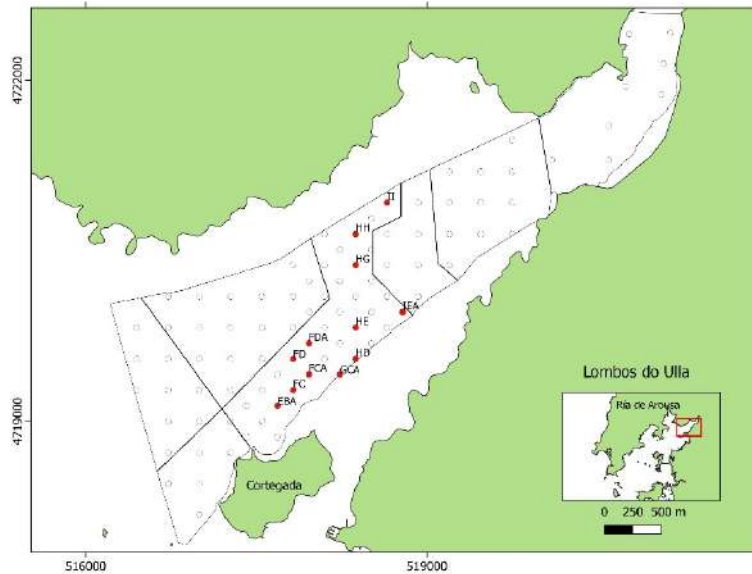 4722000
II
HH
HG
IEA
HE
FDA
FD
HD
FCA
GCA
FC
EBA
4719000
Lombos do Ulla
Ría de Arousa
Cortegada
0 250 500 m
516000
519000